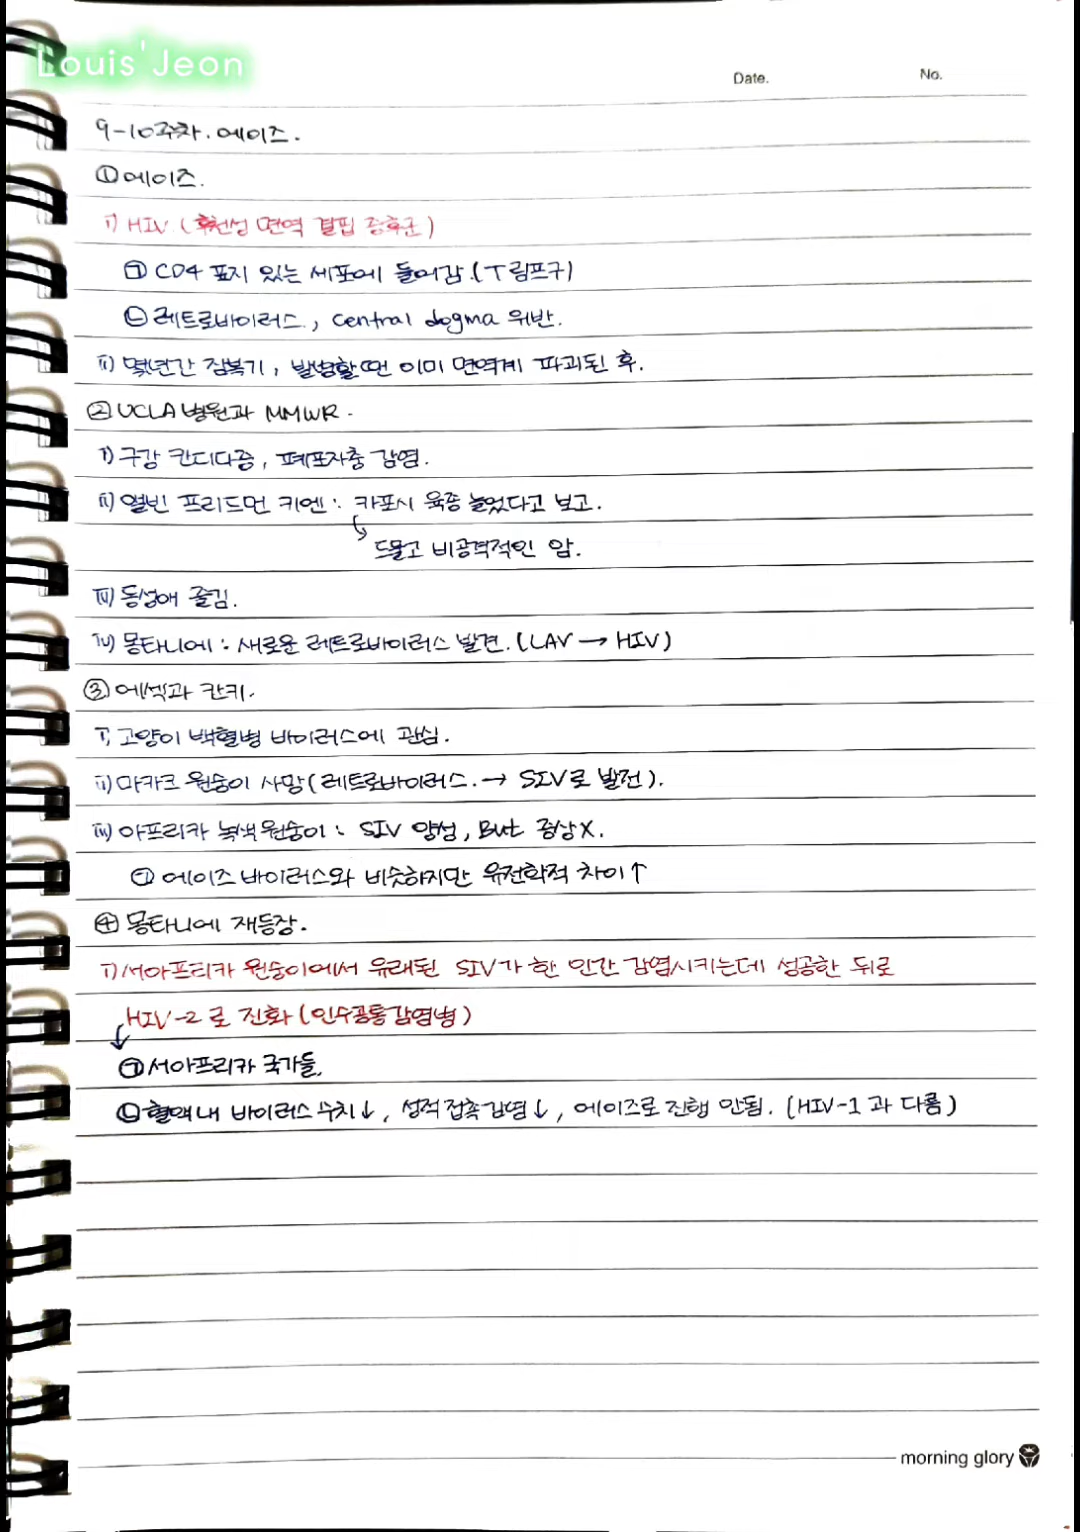 Louis'Jeon
Date.
No.
9-10주차. 에이즈.
① 에이즈.
i) HIV (후천성 면역 결핍 증후군)
㉠ CD4 표지 있는 세포에 들어감.(T림프구)
㉡ 레트로바이러스, central dogma 위반.
ii) 몇년간 잠복기, 발병할 땐 이미 면역계 파괴된 후.
② UCLA 병원과 MMWR.
i) 구강 칸디다증, 폐포자충 감염.
ii) 앨빈 프리드먼 키엔: 카포시 육종 늘었다고 보고.
드물고 비공격적인 암.
iii) 동성애 즐김.
iv) 몽타니에 : 새로운 레트로바이러스 발견. (LAV → HIV)
③ 에섹과 칸키.
i) 고양이 백혈병 바이러스에 관심.
ii) 마카크 원숭이 사망(레트로바이러스. → SIV로 발전).
iii) 아프리카 녹색원숭이: SIV 양성, But 증상X.
㉠ 에이즈 바이러스와 비슷하지만 유전학적 차이↑
④ 몽타니에 재등장.
i) 서아프리카 원숭이에서 유래된 SIV가 한 인간 감염시키는데 성공한 뒤로
HIV-2 로 진화 (인수공통감염병)
㉠ 서아프리카 국가들.
㉡ 혈액 내 바이러스 수치↓, 성적 접촉 감염↓, 에이즈로 진행 안됨. (HIV-1 과 다름)
morning glory